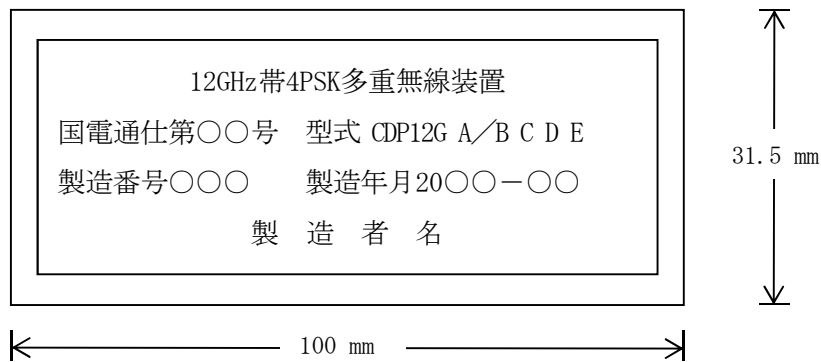 12GHz帯4PSK多重無線装置
国電通仕第○○号　型式 CDP12G A／B C D E
製造番号○○○　製造年月20○○－○○
製　造　者　名
31.5 mm
100 mm